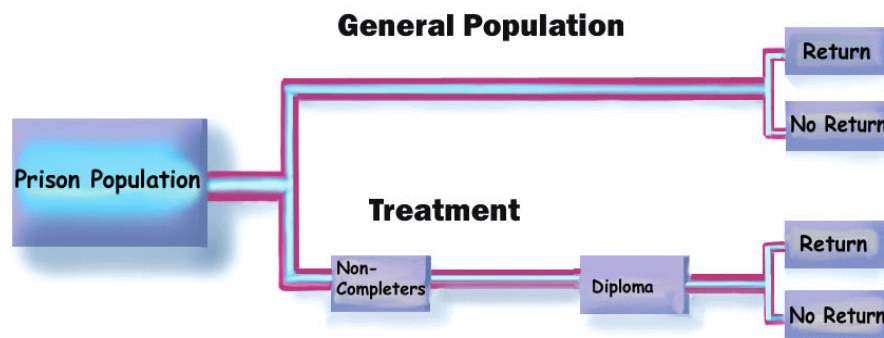 General Population
Return
No Return
Prison Population
Treatment
Non-
Completers
Diploma
Return
No Return